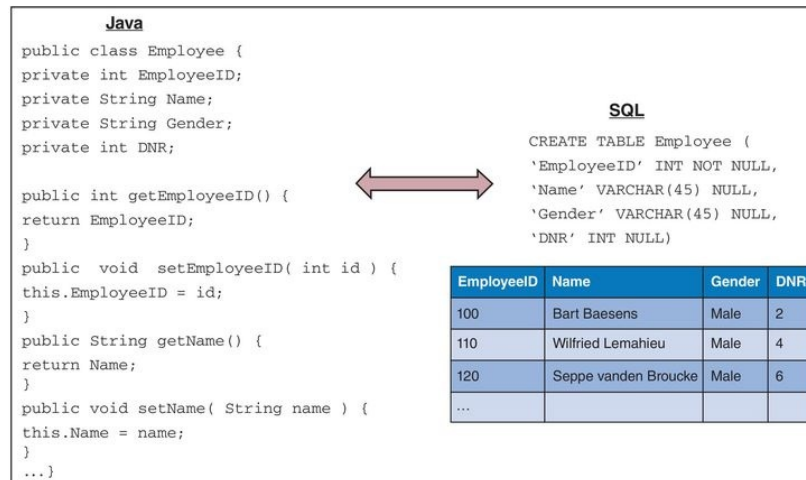 Java
public class Employee {
private int EmployeeID;
private String Name;
private String Gender;
private int DNR;
public int getEmployeeID() {
return EmployeeID;
}
public  void  setEmployeeID( int id ) {
this.EmployeeID = id;
}
public String getName() {
return Name;
}
public void setName( String name ) {
this.Name = name;
}
...}
SQL
CREATE TABLE Employee (
‘EmployeeID’ INT NOT NULL,
‘Name’ VARCHAR(45) NULL,
‘Gender’ VARCHAR(45) NULL,
‘DNR’ INT NULL)
EmployeeID Name Gender DNR
100 Bart Baesens Male 2
110 Wilfried Lemahieu Male 4
120 Seppe vanden Broucke Male 6
...